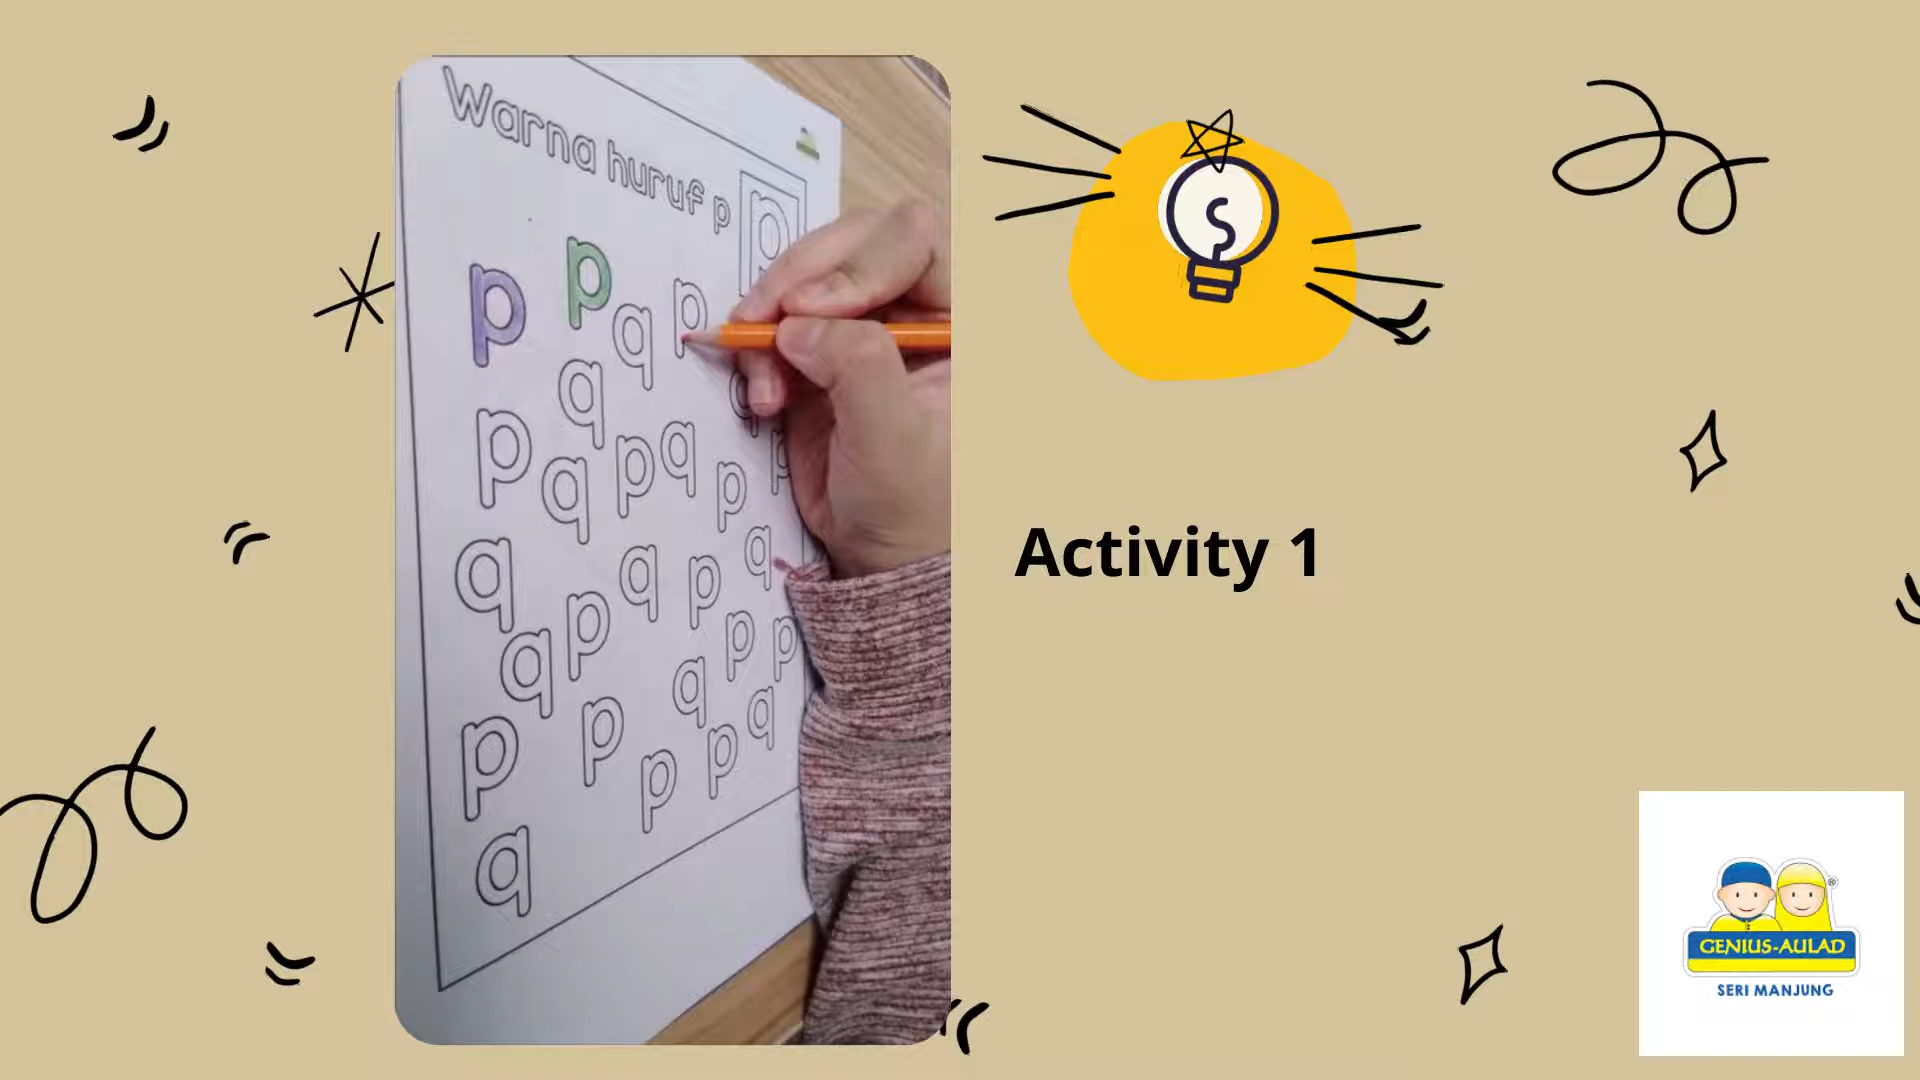 Warna huruf p
p
p p q p
q q
p q p q p p
q q p q
q p p p
q q
p p p p
q
Activity 1
GENIUS-AULAD
SERI MANJUNG